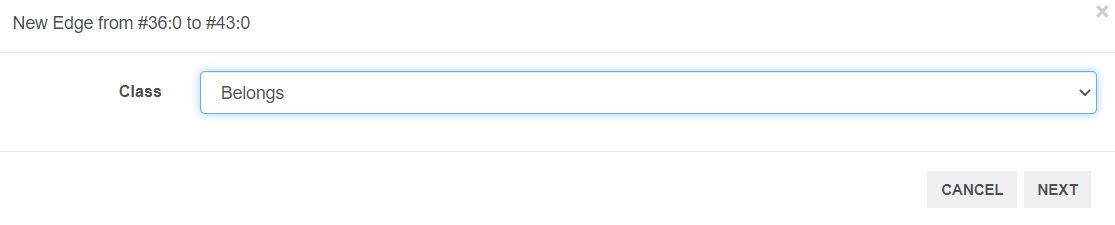 New Edge from #36:0 to #43:0
×
Class
Belongs
CANCEL NEXT